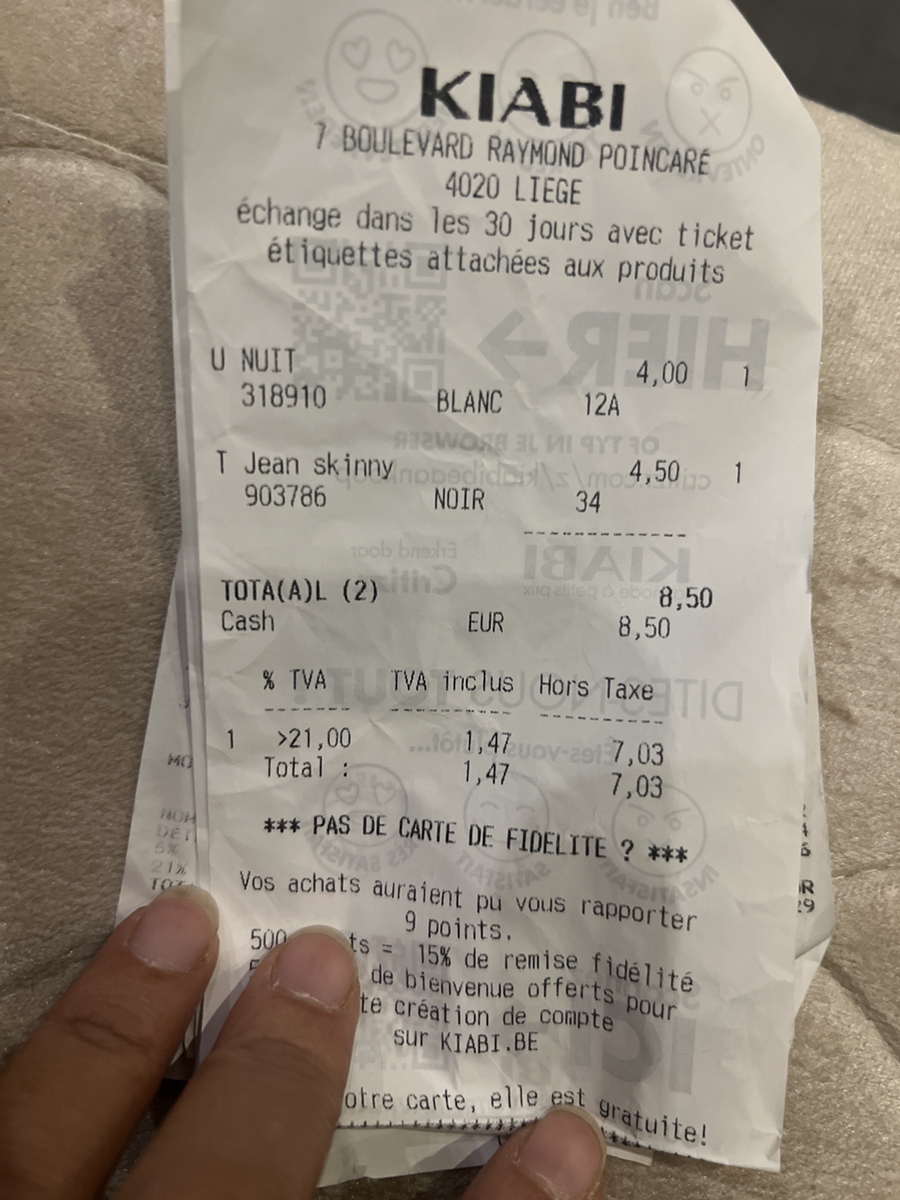 KIABI
7 BOULEVARD RAYMOND POINCARÉ
4020 LIEGE
échange dans les 30 jours avec ticket
étiquettes attachées aux produits
U NUIT 4,00 1
318910 BLANC 12A
T Jean skinny 4,50 1
903786 NOIR 34
TOTA(A)L (2) 8,50
Cash EUR 8,50
% TVA TVA inclus Hors Taxe
1 >21,00 1,47 7,03
Total : 1,47 7,03
*** PAS DE CARTE DE FIDELITE ? ***
Vos achats auraient pu vous rapporter
9 points.
500 ts = 15% de remise fidélité
de bienvenue offerts pour
te création de compte
sur KIABI.BE
otre carte, elle est gratuite!